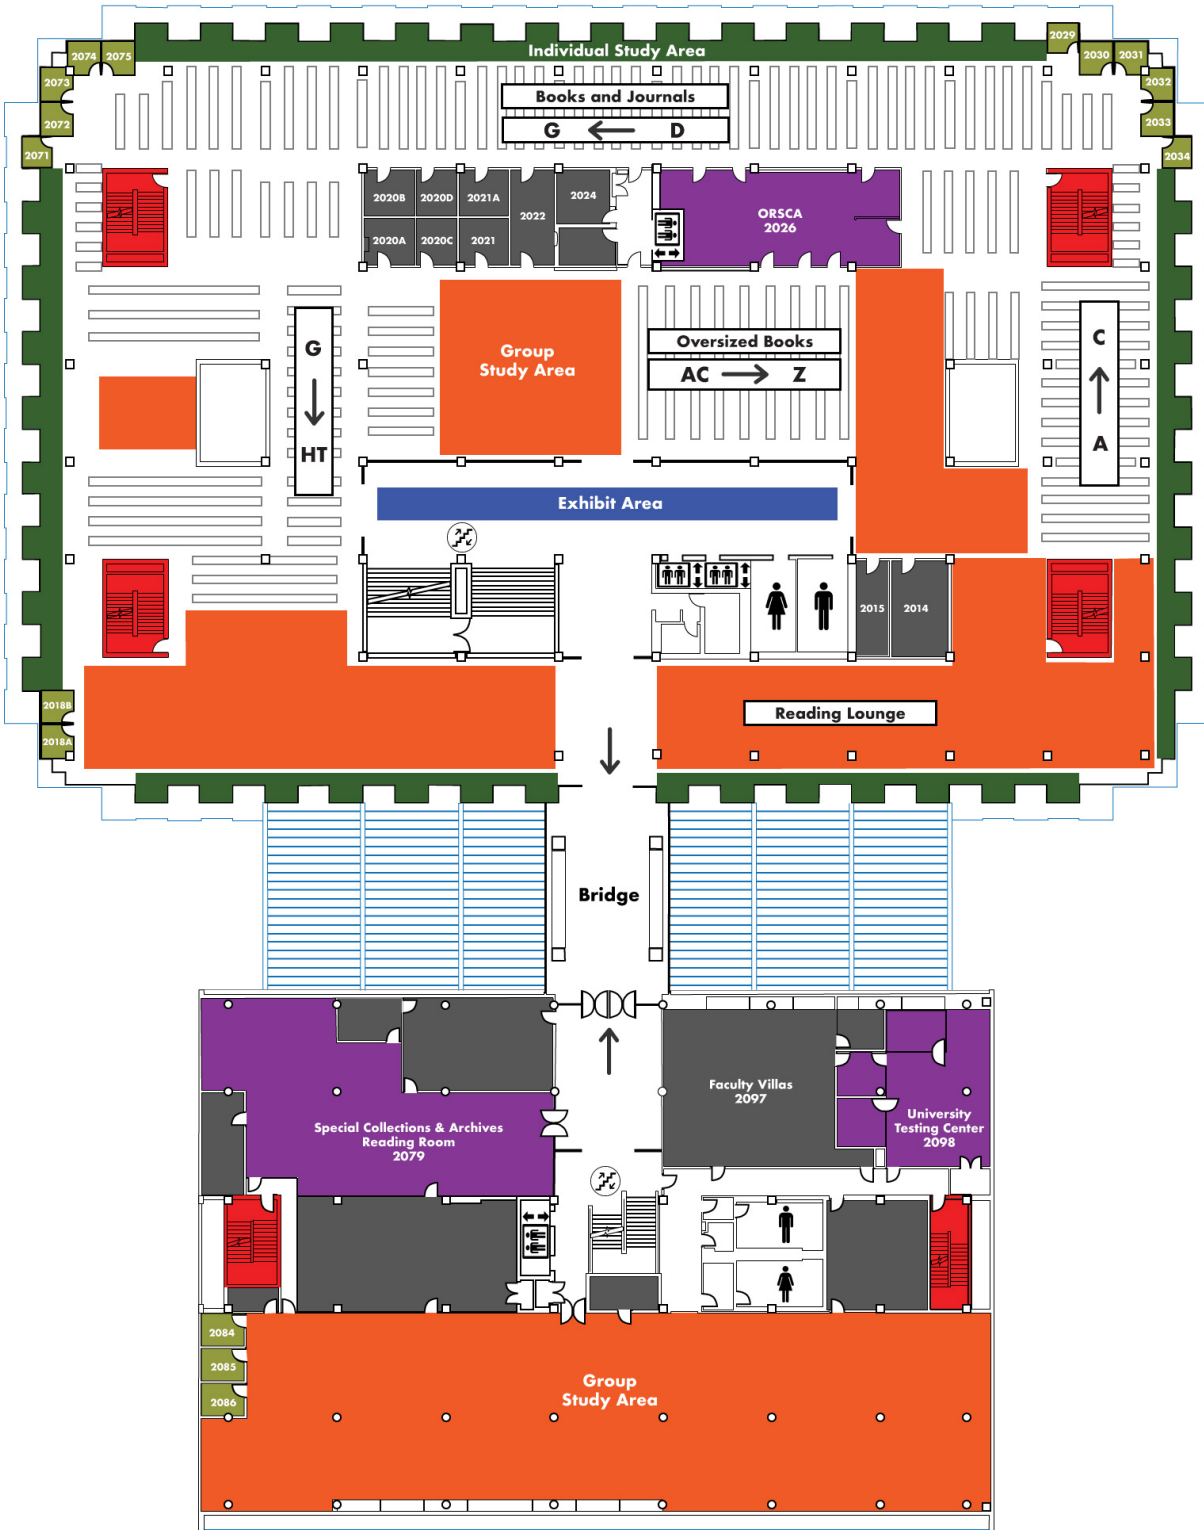 2029
2074 2075
Individual Study Area
2030 2031
2073
2032
Books and Journals
2072
2033
G D
2071
2034
2020B 2020D 2021A
2024
2022
ORSCA
2026
2020A 2020C 2021
G
HT
Group
Study Area
Oversized Books
AC Z
C
A
Exhibit Area
2015 2014
2018B
2018A
Reading Lounge
Bridge
Faculty Villas
2097
Special Collections & Archives
Reading Room
2079
University
Testing Center
2098
2084
2085
2086
Group
Study Area